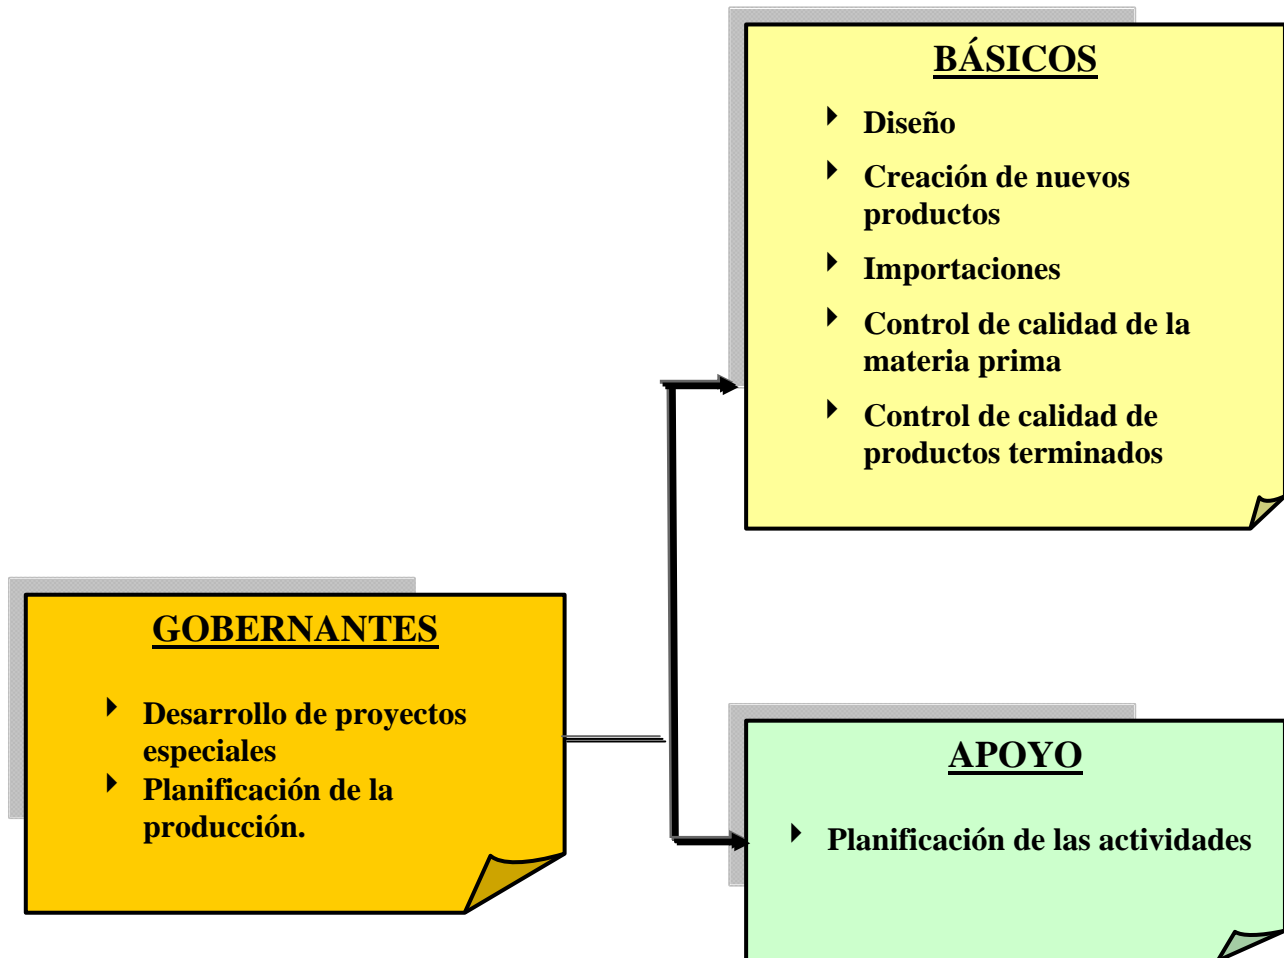 BÁSICOS
Diseño
Creación de nuevos
productos
Importaciones
Control de calidad de la
materia prima
Control de calidad de
productos terminados
GOBERNANTES
Desarrollo de proyectos
especiales
Planificación de la
producción.
APOYO
Planificación de las actividades